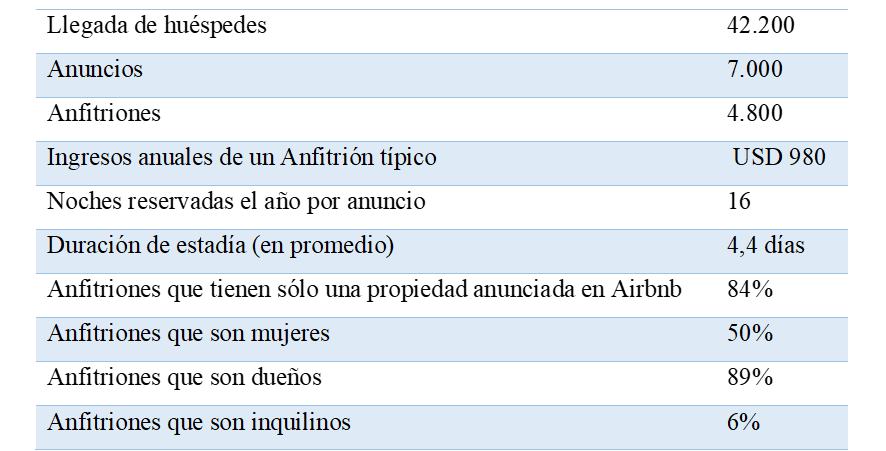 Llegada de huéspedes 42.200
Anuncios 7.000
Anfitriones 4.800
Ingresos anuales de un Anfitrión típico USD 980
Noches reservadas el año por anuncio 16
Duración de estadía (en promedio) 4,4 días
Anfitriones que tienen sólo una propiedad anunciada en Airbnb 84%
Anfitriones que son mujeres 50%
Anfitriones que son dueños 89%
Anfitriones que son inquilinos 6%